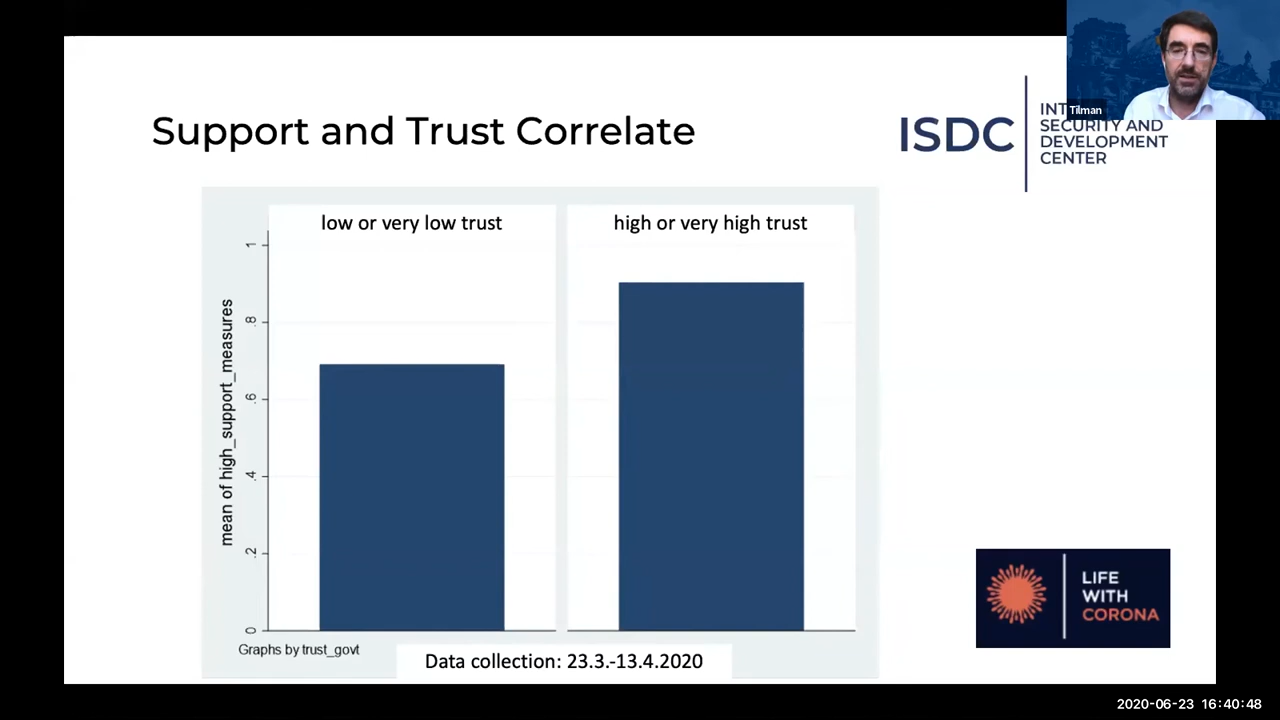 Support and Trust Correlate
Tilman
ISDC
INT
SECURITY AND
DEVELOPMENT
CENTER
low or very low trust
high or very high trust
mean of high_support_measures
1
.8
.6
.4
.2
0
Graphs by trust_govt
Data collection: 23.3.-13.4.2020
LIFE
WITH
CORONA
2020-06-23 16:40:48